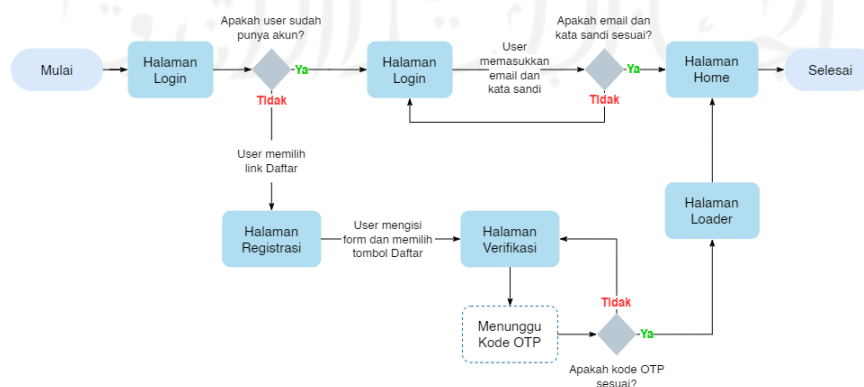 Apakah user sudah
punya akun?
Apakah email dan
kata sandi sesuai?
Mulai
Halaman
Login
Ya
Tidak
Halaman
Login
User
memasukkan
email dan
kata sandi
Ya
Tidak
Halaman
Home
Selesai
User memilih
link Daftar
Halaman
Registrasi
User mengisi
form dan memilih
tombol Daftar
Halaman
Verifikasi
Halaman
Loader
Menunggu
Kode OTP
Tidak
Ya
Apakah kode OTP
sesuai?